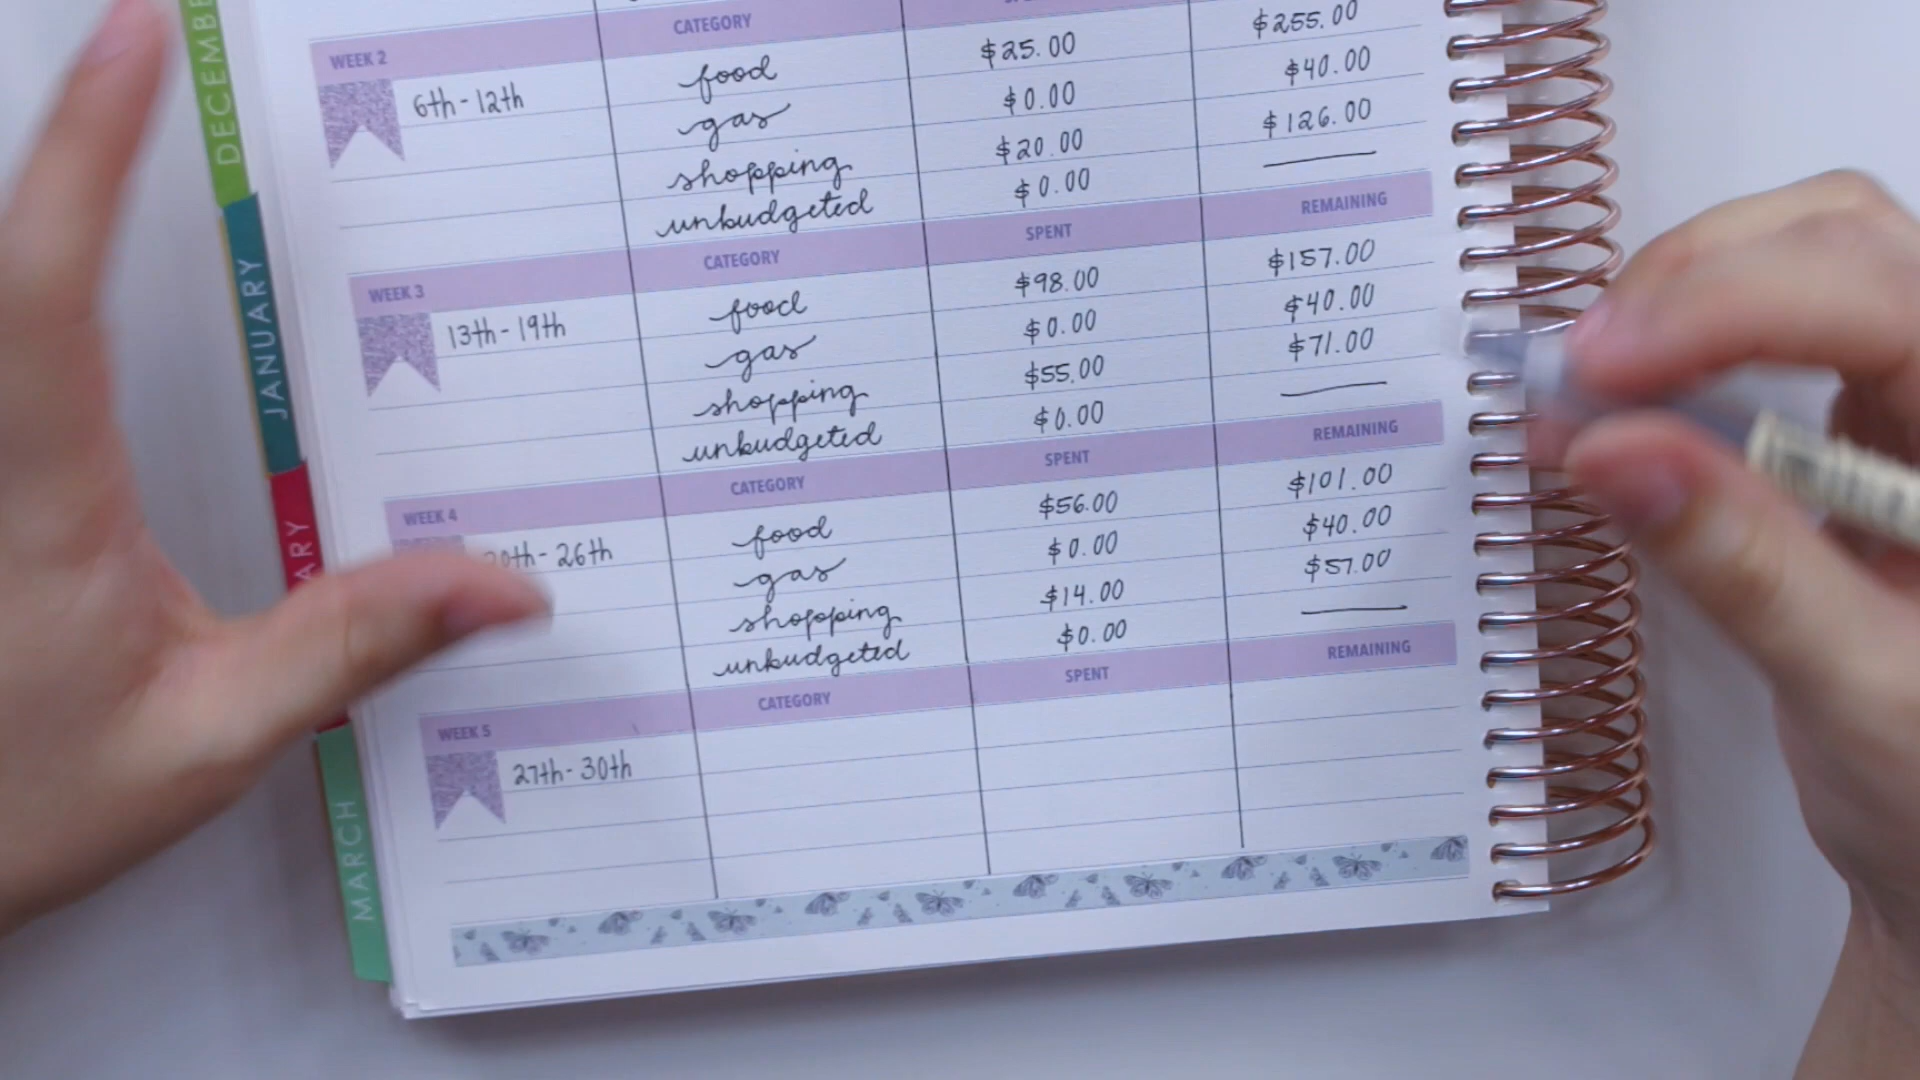 CATEGORY
WEEK 2
6th - 12th
food $25.00 $255.00
gas $0.00 $40.00
shopping $20.00 $126.00
unbudgeted $0.00
WEEK 3 CATEGORY SPENT REMAINING
13th - 19th
food $98.00 $157.00
gas $0.00 $40.00
shopping $55.00 $71.00
unbudgeted $0.00
WEEK 4 CATEGORY SPENT REMAINING
26th
food $56.00 $101.00
gas $0.00 $40.00
shopping $14.00 $57.00
unbudgeted $0.00
WEEK 5 CATEGORY SPENT REMAINING
27th - 30th
JANUARY
MARCH